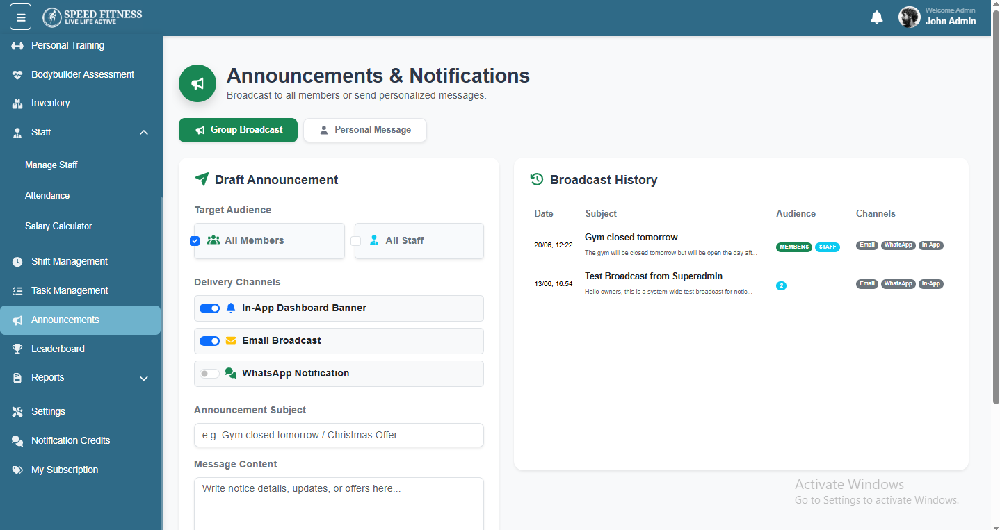 SPEED FITNESS
LIVE LIFE ACTIVE
Welcome Admin
John Admin
Personal Training
Bodybuilder Assessment
Inventory
Staff
Manage Staff
Attendance
Salary Calculator
Shift Management
Task Management
Announcements
Leaderboard
Reports
Settings
Notification Credits
My Subscription
Announcements & Notifications
Broadcast to all members or send personalized messages.
Group Broadcast
Personal Message
Draft Announcement
Target Audience
All Members
All Staff
Delivery Channels
In-App Dashboard Banner
Email Broadcast
WhatsApp Notification
Announcement Subject
e.g. Gym closed tomorrow / Christmas Offer
Message Content
Write notice details, updates, or offers here...
Broadcast History
Date Subject Audience Channels
Gym closed tomorrow
20/06, 12:22 MEMBERS STAFF Email WhatsApp In-App
The gym will be closed tomorrow but will be open the day aft...
Test Broadcast from Superadmin
13/06, 16:54 2 Email WhatsApp In-App
Hello owners, this is a system-wide test broadcast for notic...
Activate Windows
Go to Settings to activate Windows.